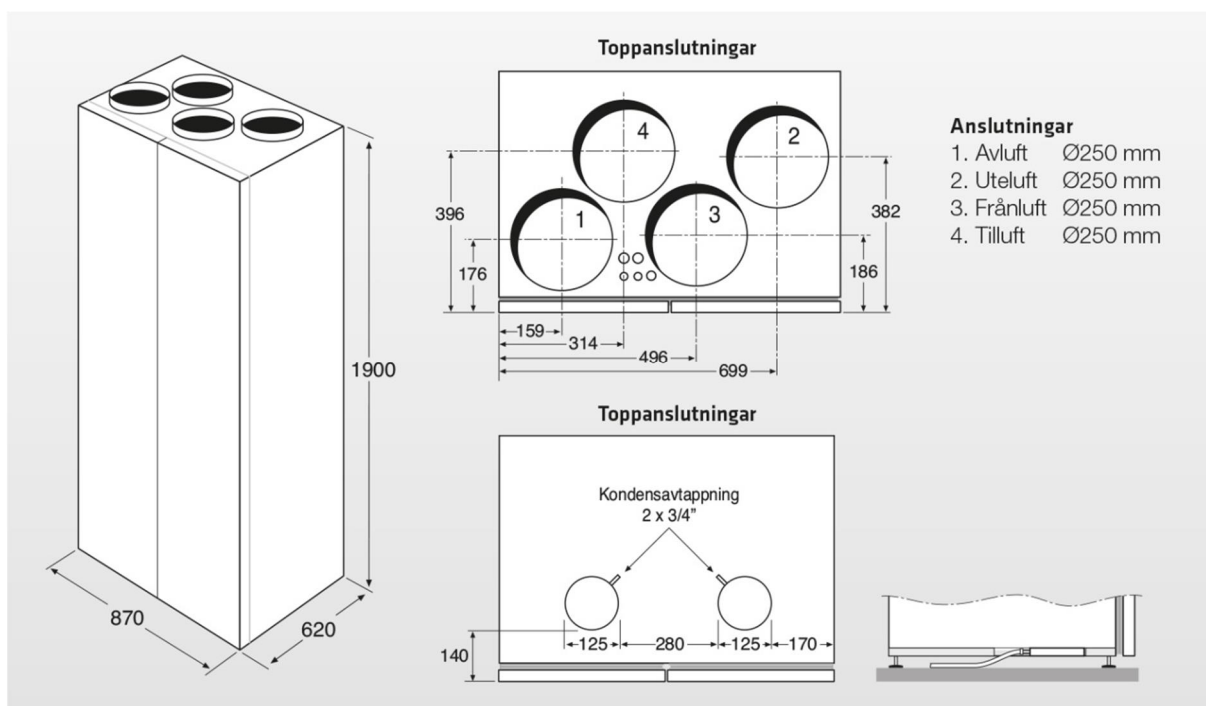 1900
870
620
Toppanslutningar
4
2
1
3
396
176
382
186
159
314
496
699
Anslutningar
1. Avluft Ø250 mm
2. Uteluft Ø250 mm
3. Frånluft Ø250 mm
4. Tilluft Ø250 mm
Toppanslutningar
Kondensavtappning
2 x 3/4”
140
125 280 125 170